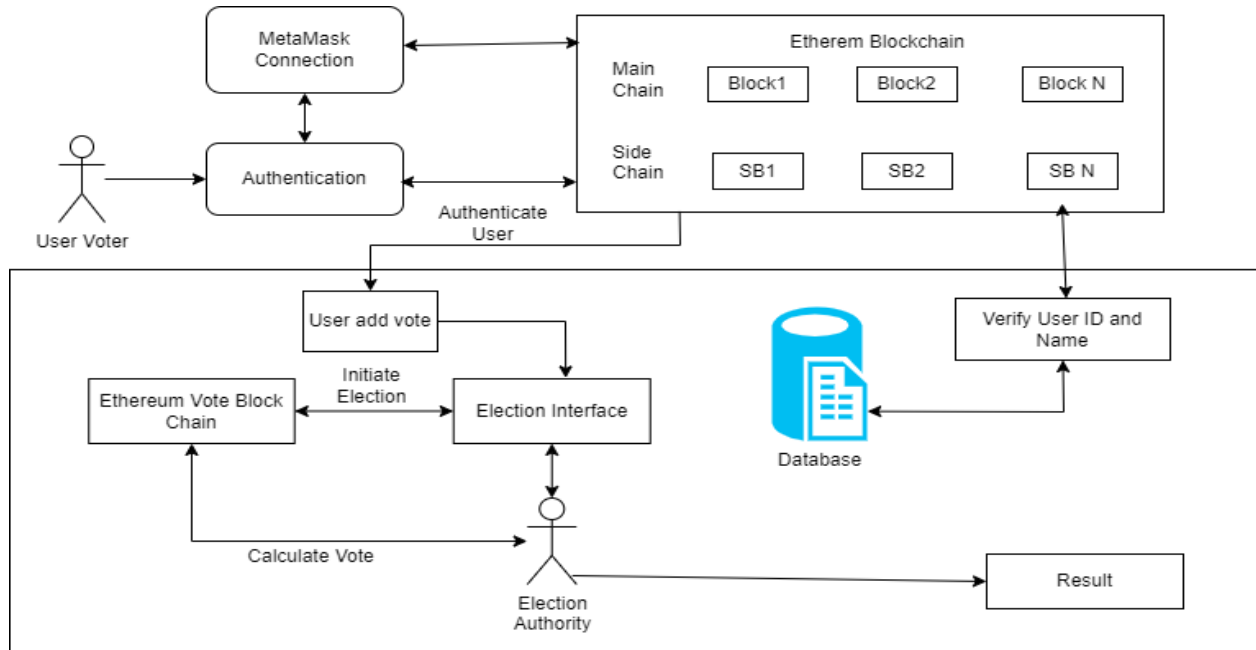 MetaMask
Connection
Etherem Blockchain
Main
Chain
Block1
Block2
Block N
Side
Chain
SB1
SB2
SB N
Authentication
User Voter
Authenticate
User
User add vote
Verify User ID and
Name
Initiate
Election
Ethereum Vote Block
Chain
Election Interface
Database
Calculate Vote
Election
Authority
Result